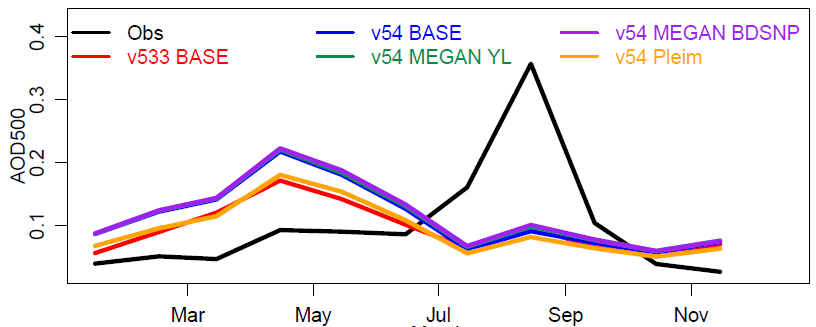 Obs v54 BASE v54 MEGAN BDSNP
v533 BASE v54 MEGAN YL v54 Pleim
AOD500
0.4
0.3
0.2
0.1
Mar May Jul Sep Nov